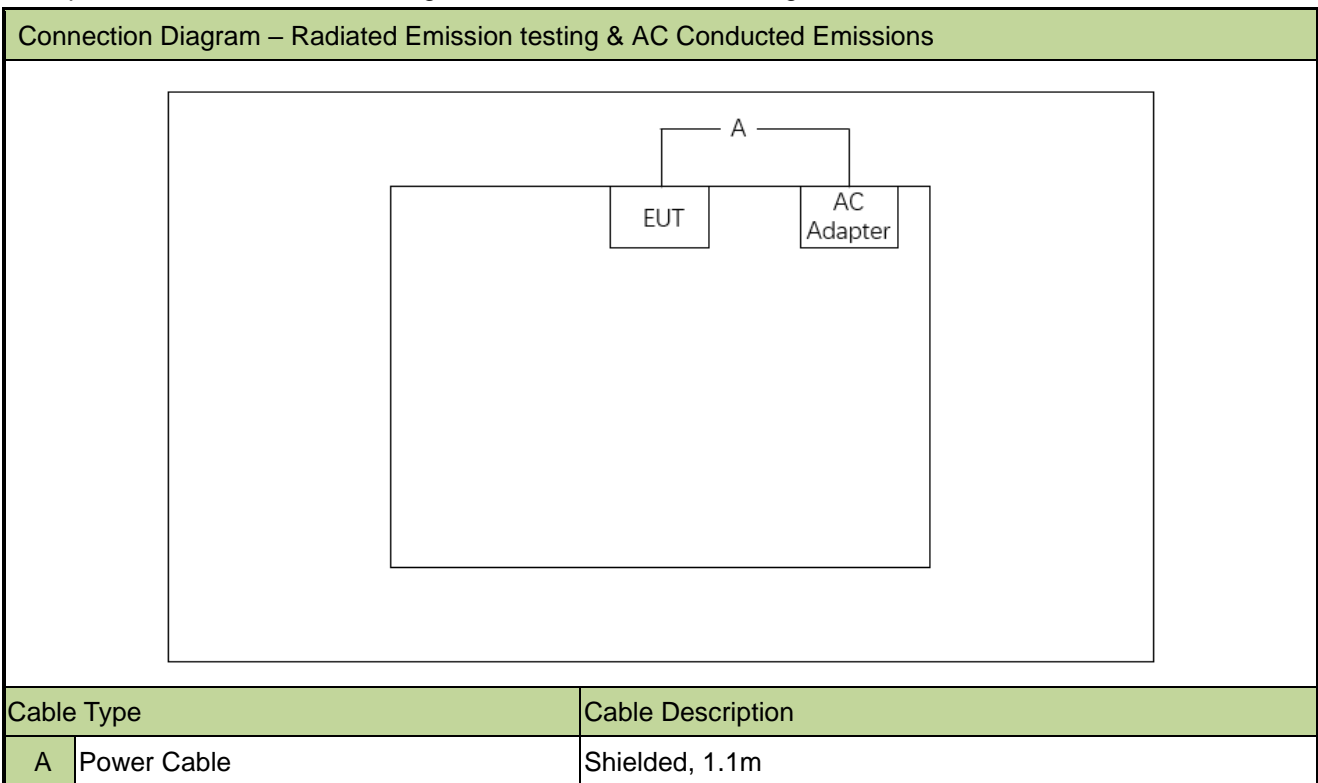 Connection Diagram – Radiated Emission testing & AC Conducted Emissions
A
EUT
AC
Adapter
Cable Type Cable Description
A Power Cable Shielded, 1.1m